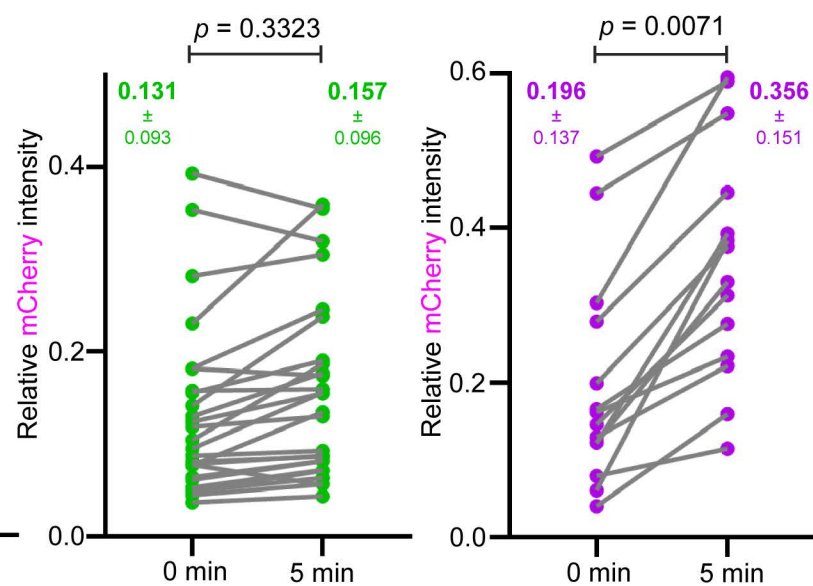 p = 0.3323
0.131
±
0.093
0.157
±
0.096
Relative mCherry intensity
0.4
0.2
0.0
0 min
5 min
p = 0.0071
0.196
±
0.137
0.356
±
0.151
Relative mCherry intensity
0.6
0.4
0.2
0.0
0 min
5 min